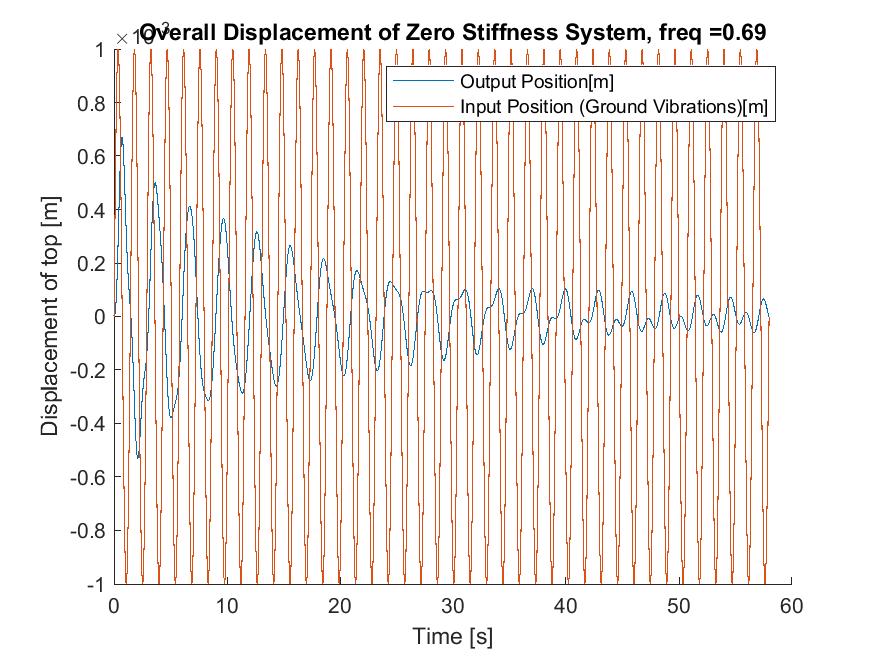 ×10-3
Overall Displacement of Zero Stiffness System, freq =0.69
Output Position[m]
Input Position (Ground Vibrations)[m]
1
0.8
0.6
0.4
0.2
0
-0.2
-0.4
-0.6
-0.8
-1
Displacement of top [m]
0 10 20 30 40 50 60
Time [s]